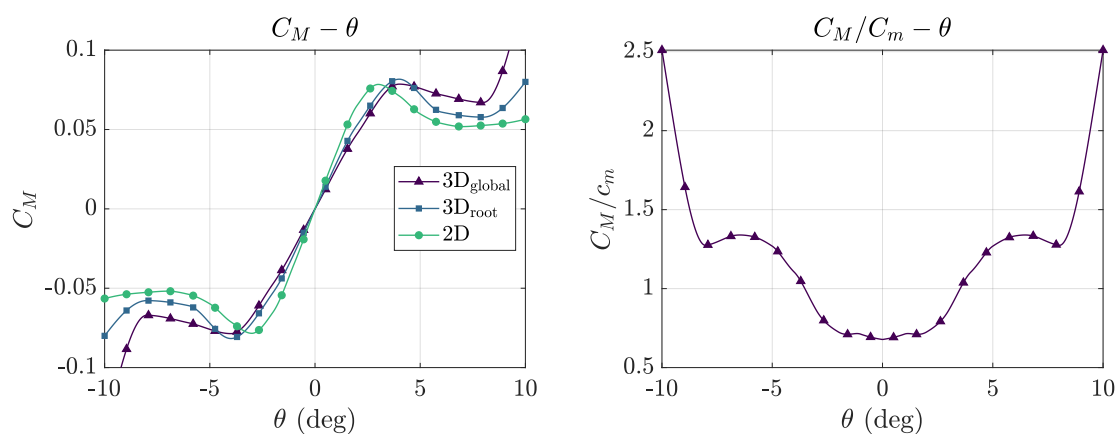 C_M − θ
0.1
0.05
0
-0.05
-0.1
C_M
3D_global
3D_root
2D
-10 -5 0 5 10
θ (deg)
C_M/C_m − θ
2.5
2
1.5
1
0.5
C_M/c_m
-10 -5 0 5 10
θ (deg)